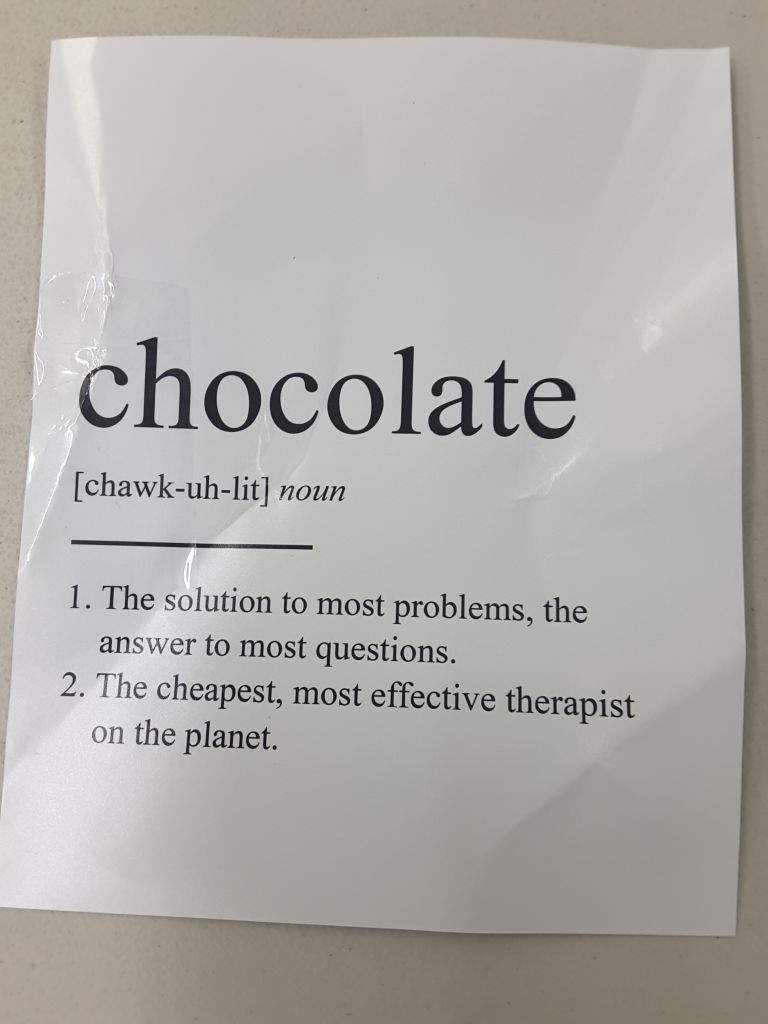 chocolate
[chawk-uh-lit] noun
1. The solution to most problems, the
answer to most questions.
2. The cheapest, most effective therapist
on the planet.